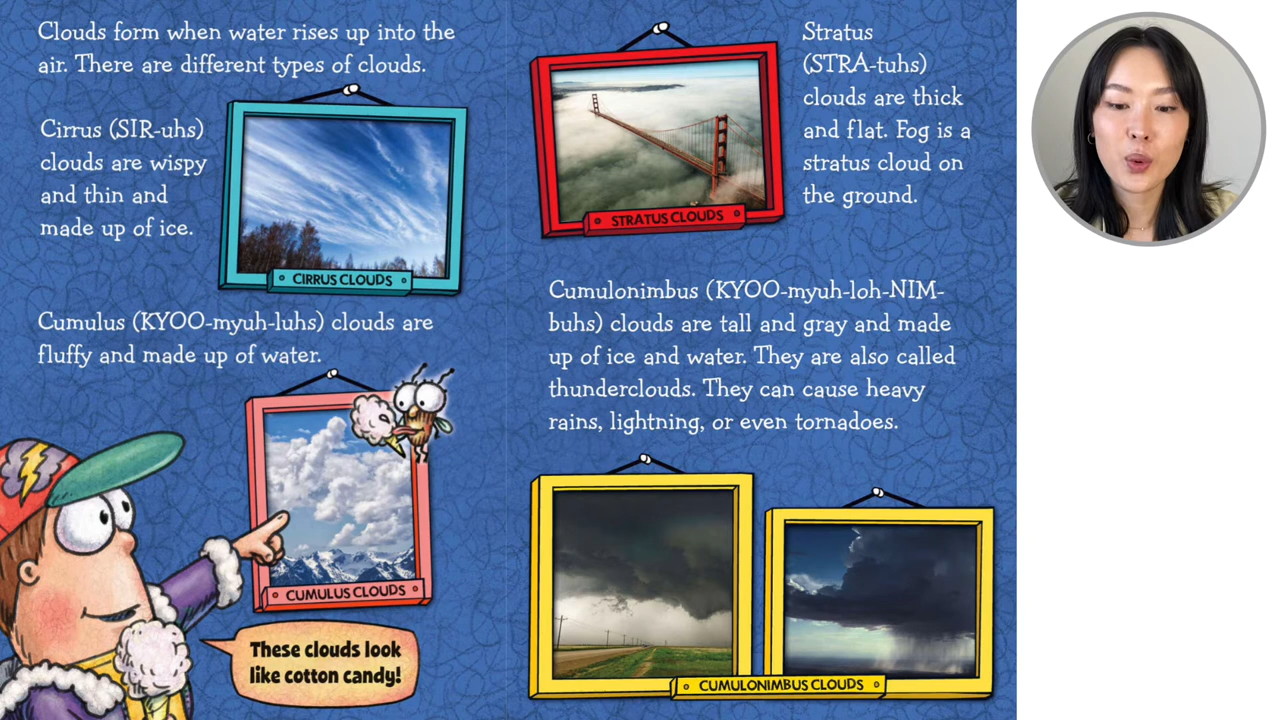 Clouds form when water rises up into the
air. There are different types of clouds.
Cirrus (SIR-uhs)
clouds are wispy
and thin and
made up of ice.
CIRRUS CLOUDS
Cumulus (KYOO-myuh-luhs) clouds are
fluffy and made up of water.
CUMULUS CLOUDS
These clouds look
like cotton candy!
STRATUS CLOUDS
Stratus
(STRA-tuhs)
clouds are thick
and flat. Fog is a
stratus cloud on
the ground.
Cumulonimbus (KYOO-myuh-loh-NIM-
buhs) clouds are tall and gray and made
up of ice and water. They are also called
thunderclouds. They can cause heavy
rains, lightning, or even tornadoes.
CUMULONIMBUS CLOUDS